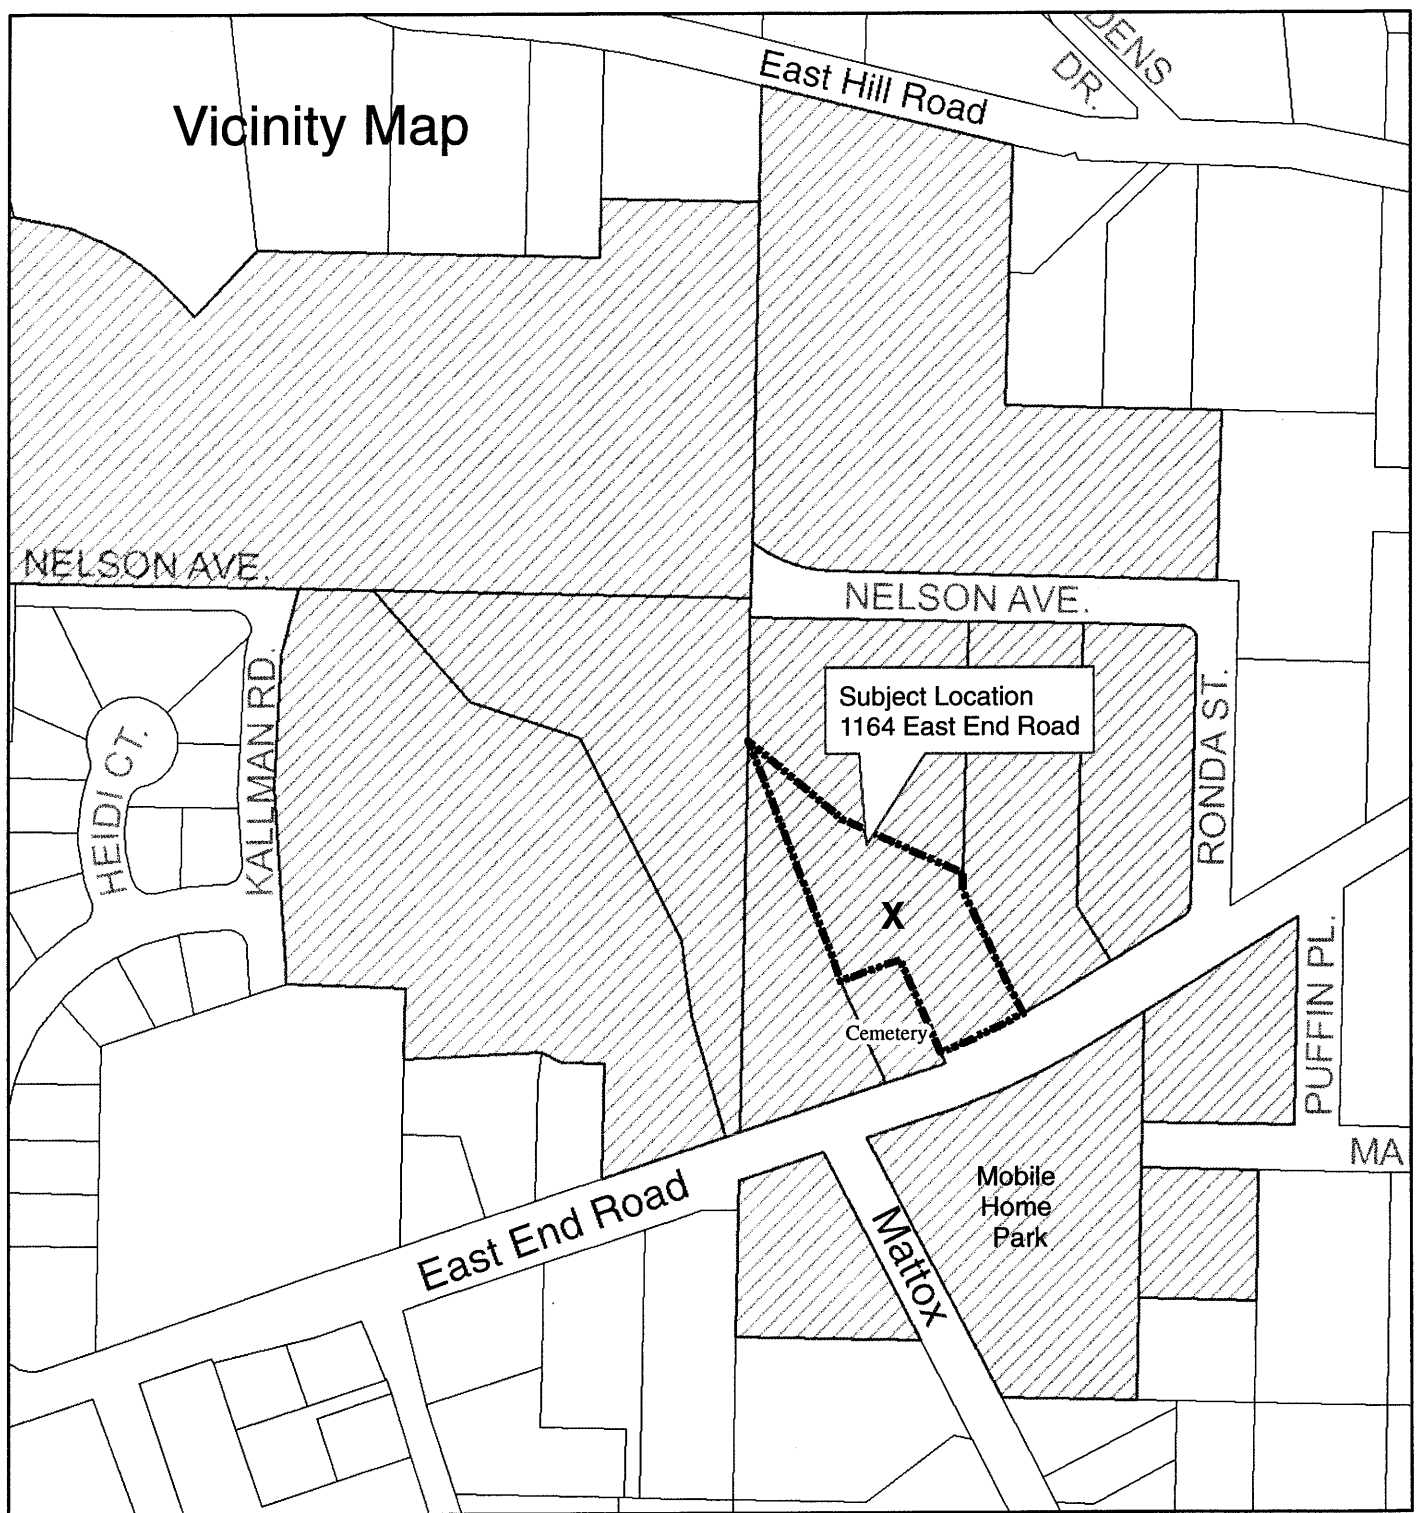 DENS
DR.
East Hill Road
Vicinity Map
NELSON AVE.
NELSON AVE.
Subject Location
1164 East End Road
HEIDI CT.
KALLMAN RD.
RONDA ST.
X
Cemetery
PUFFIN PL.
MA
Mobile
Home
Park
East End Road
Mattox